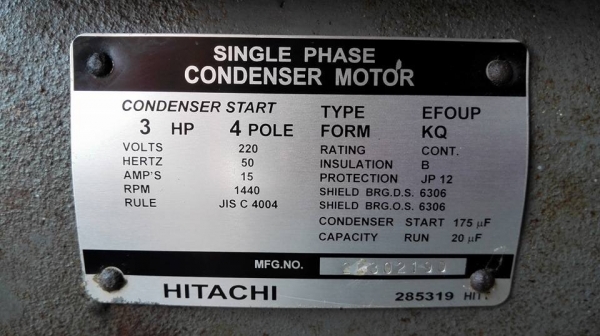 SINGLE PHASE
CONDENSER MOTOR
CONDENSER START
3 HP 4 POLE
VOLTS 220
HERTZ 50
AMP'S 15
RPM 1440
RULE JIS C 4004
TYPE EFOUP
FORM KQ
RATING CONT.
INSULATION B
PROTECTION JP 12
SHIELD BRG.D.S. 6306
SHIELD BRG.O.S. 6306
CONDENSER START 175 µF
CAPACITY RUN 20 µF
MFG.NO.
HITACHI 285319